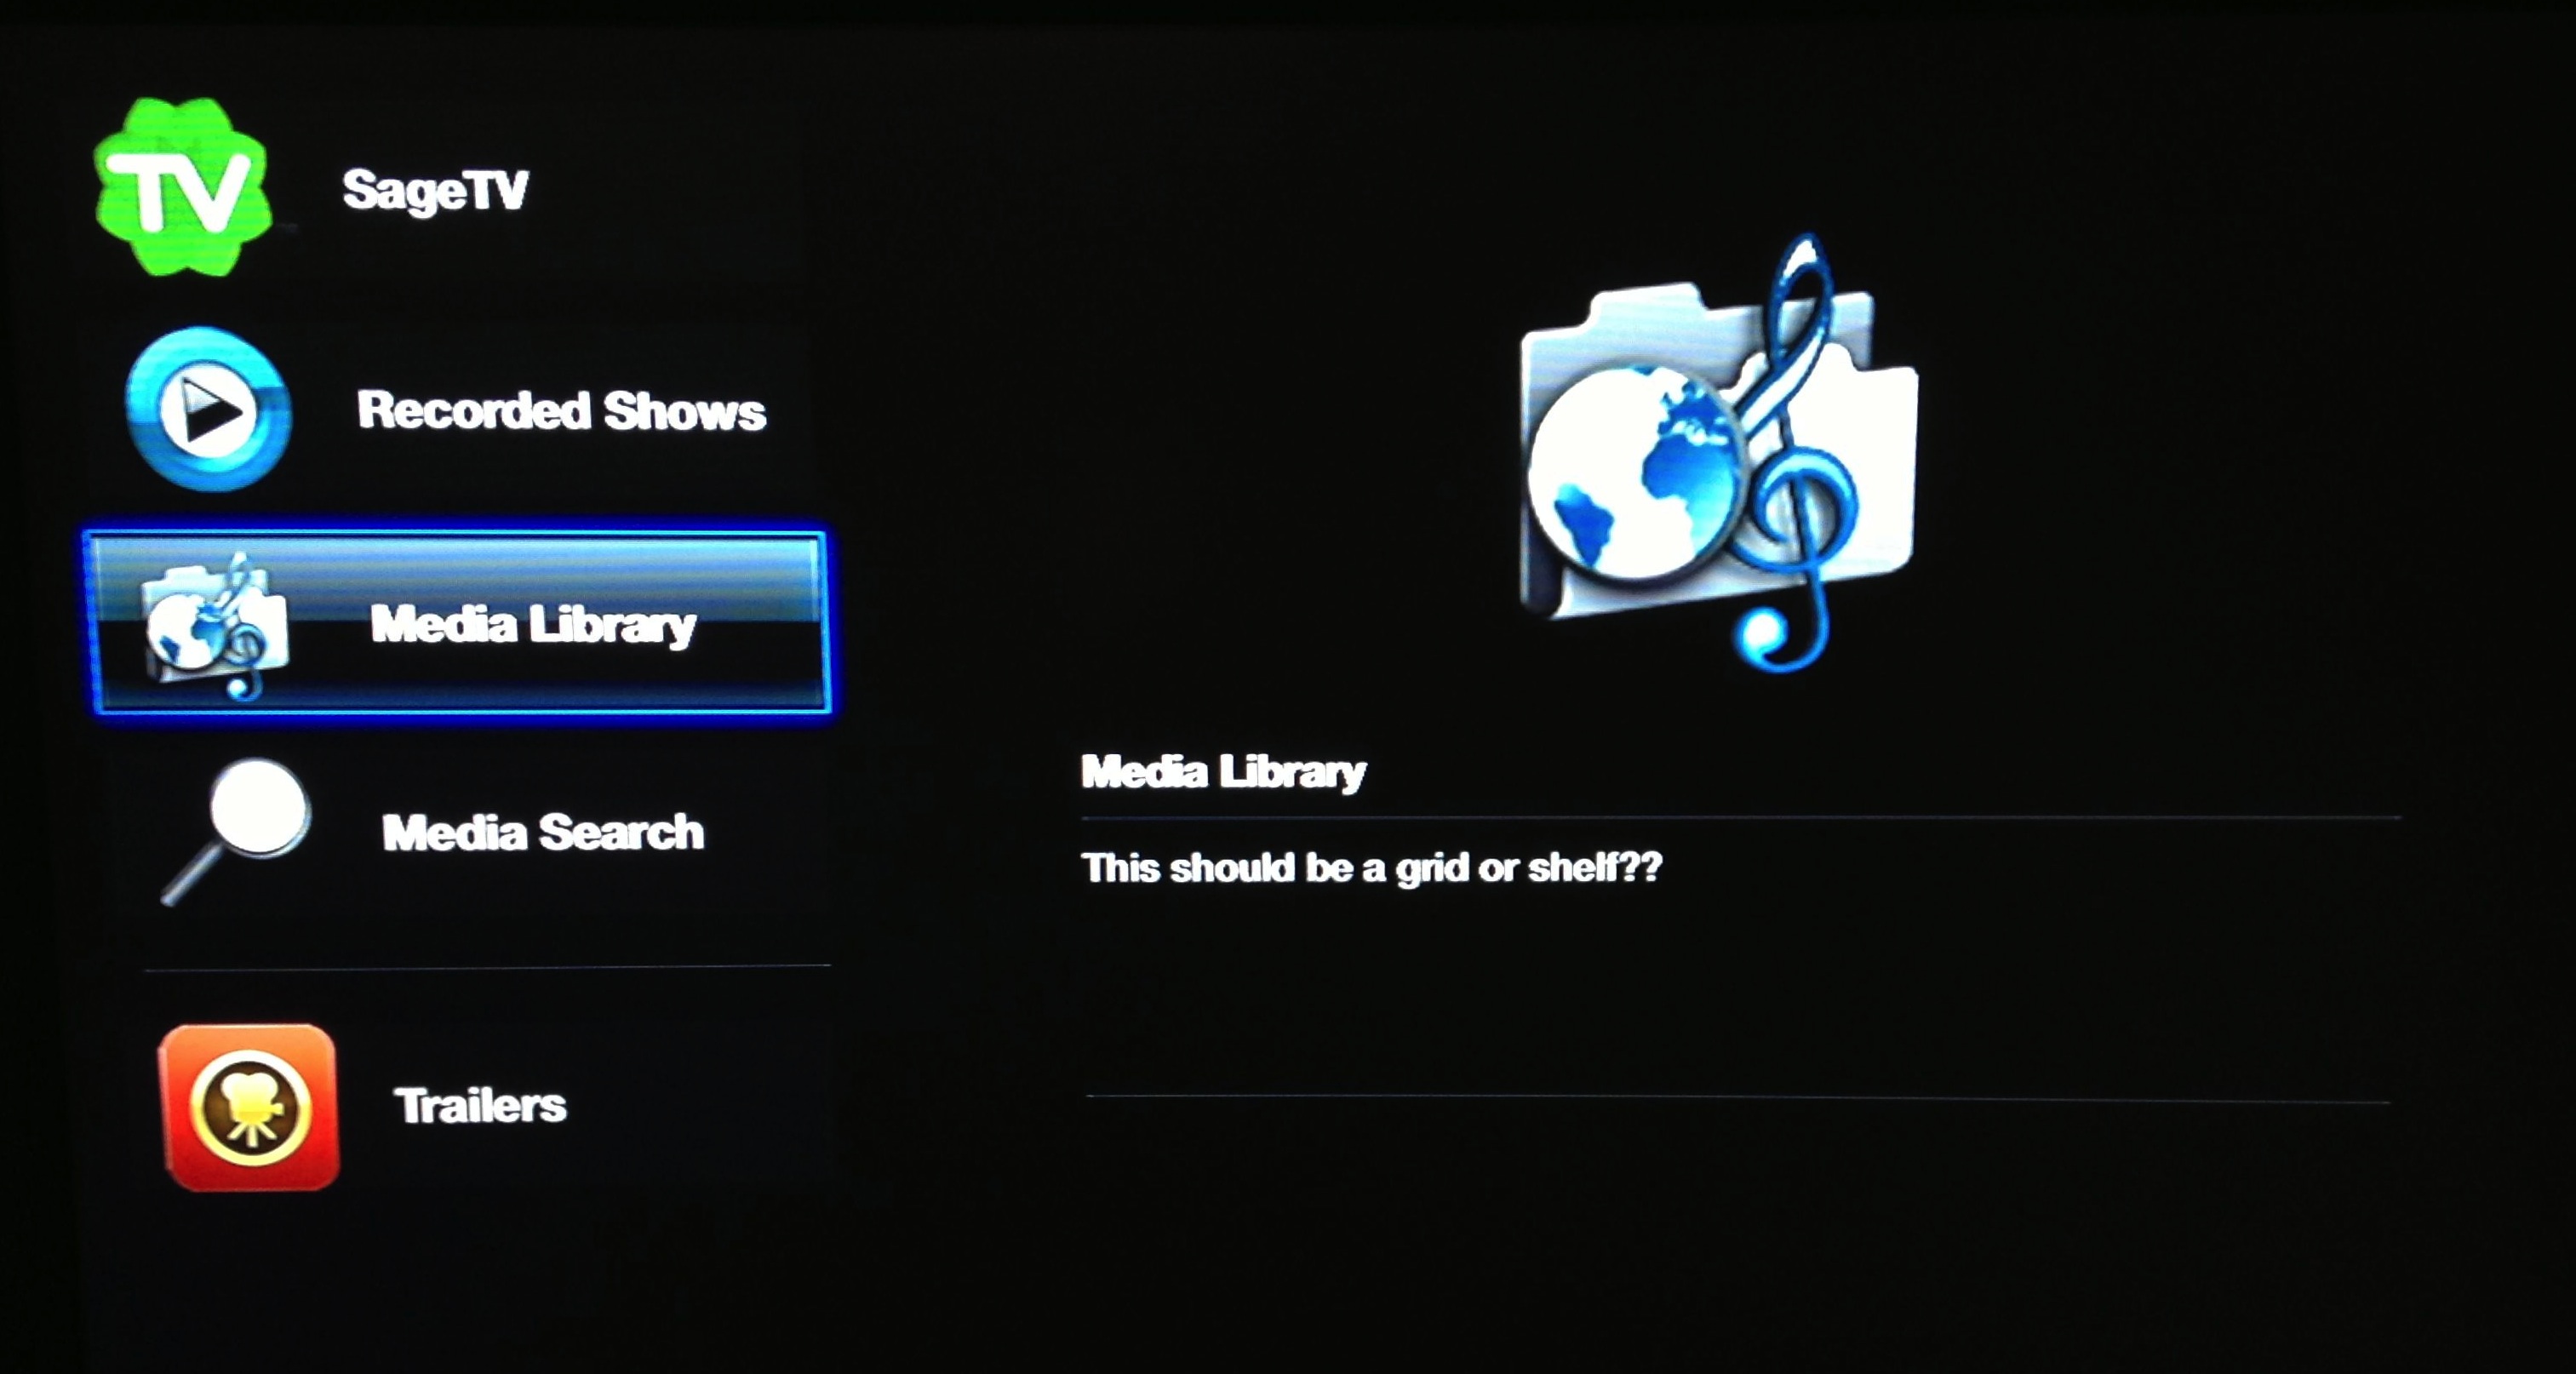 TV
SageTV
Recorded Shows
Media Library
Media Search
Trailers
Media Library
This should be a grid or shelf??